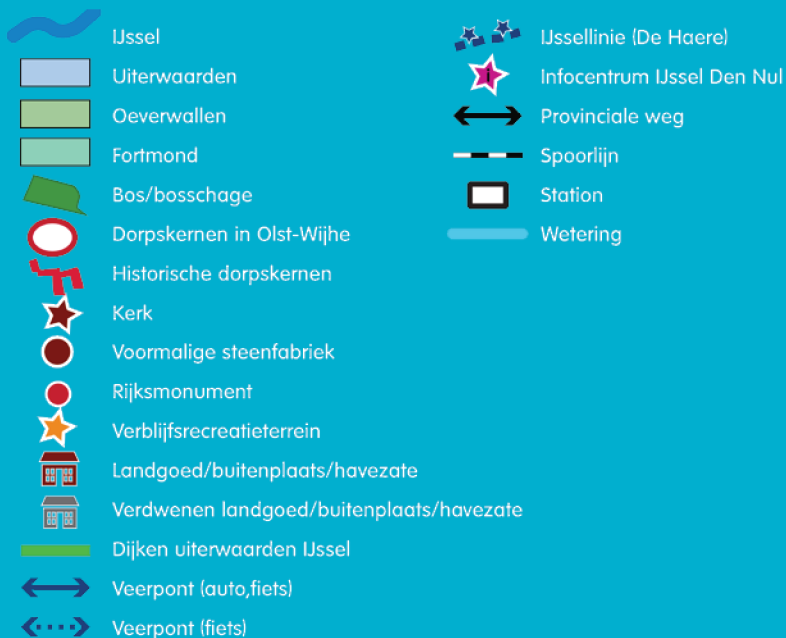 IJssel
Uiterwaarden
Oeverwallen
Fortmond
Bos/bosschage
Dorpskernen in Olst-Wijhe
Historische dorpskernen
Kerk
Voormalige steenfabriek
Rijksmonument
Verblijfsrecreatieterrein
Landgoed/buitenplaats/havezate
Verdwenen landgoed/buitenplaats/havezate
Dijken uiterwaarden IJssel
Veerpont (auto,fiets)
Veerpont (fiets)
IJssellinie (De Haere)
Infocentrum IJssel Den Nul
Provinciale weg
Spoorlijn
Station
Wetering